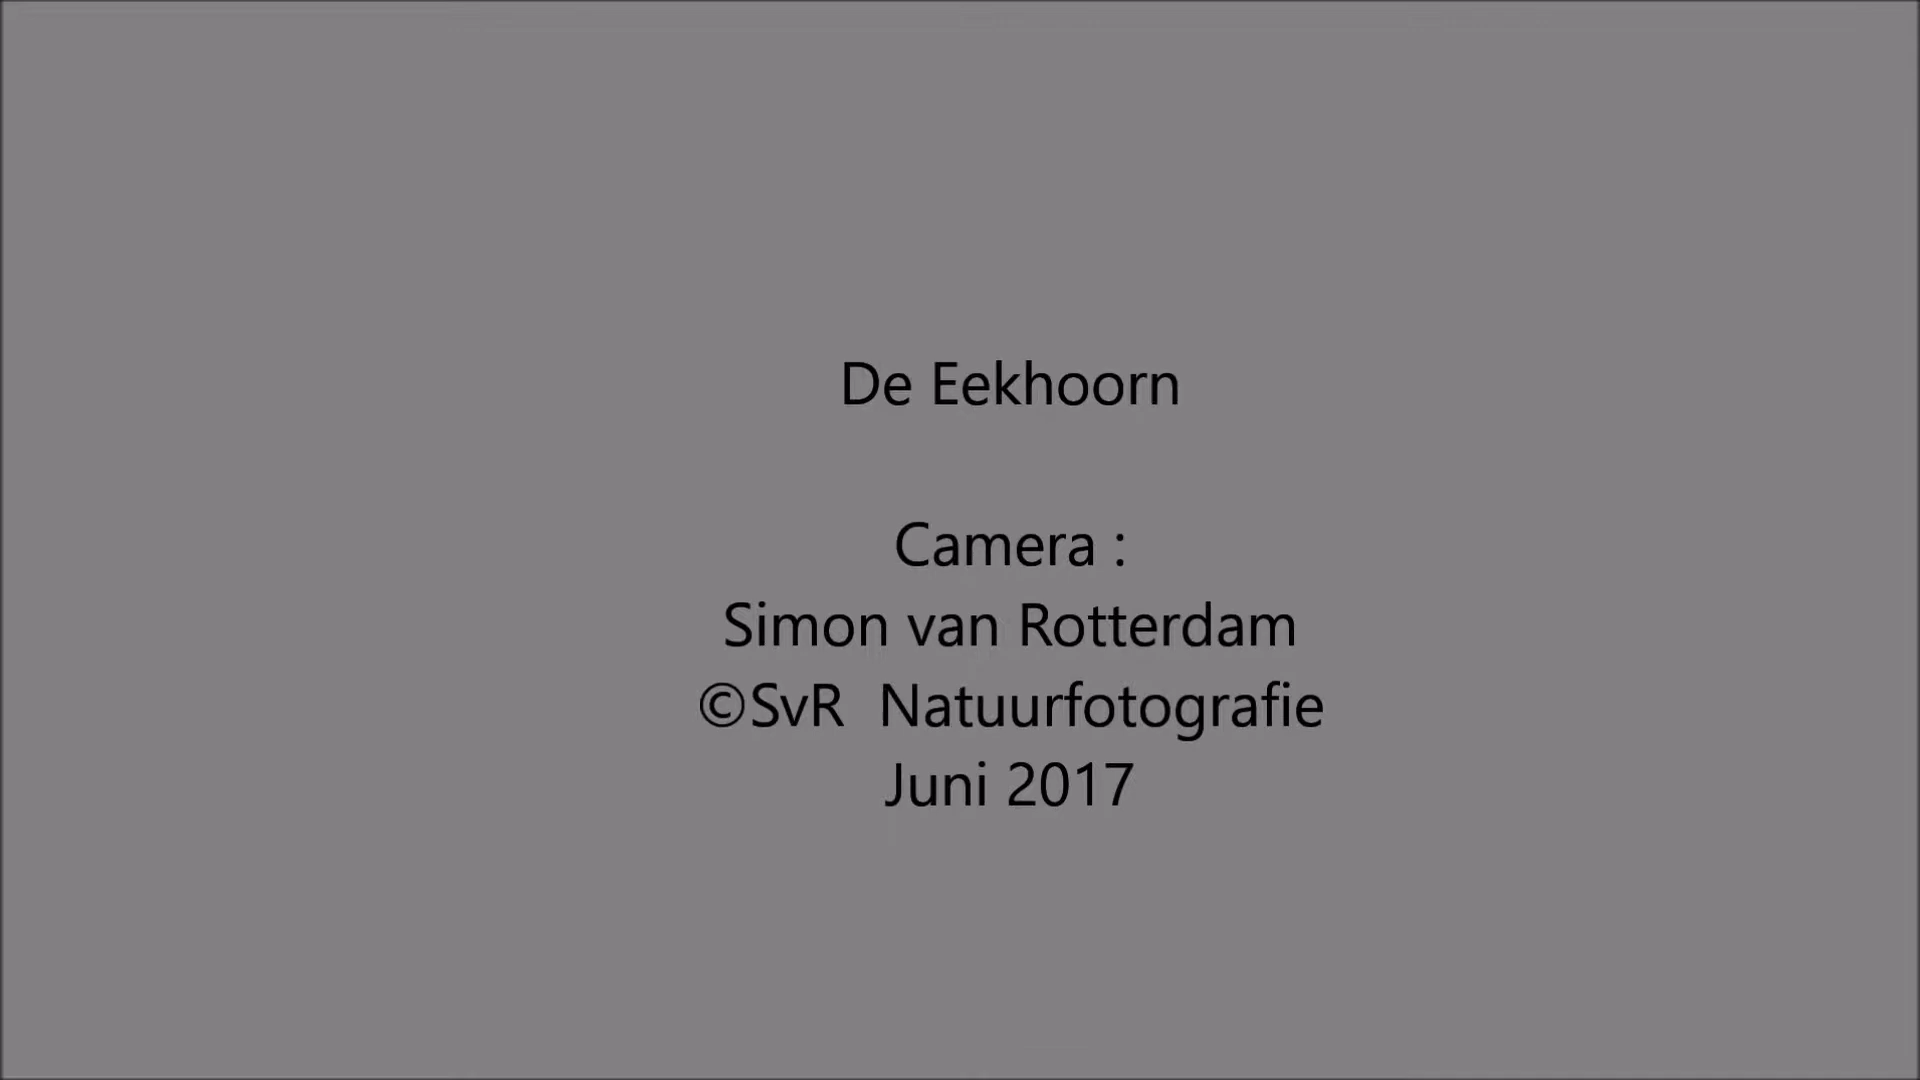 De Eekhoorn
Camera :
Simon van Rotterdam
©SvR  Natuurfotografie
Juni 2017